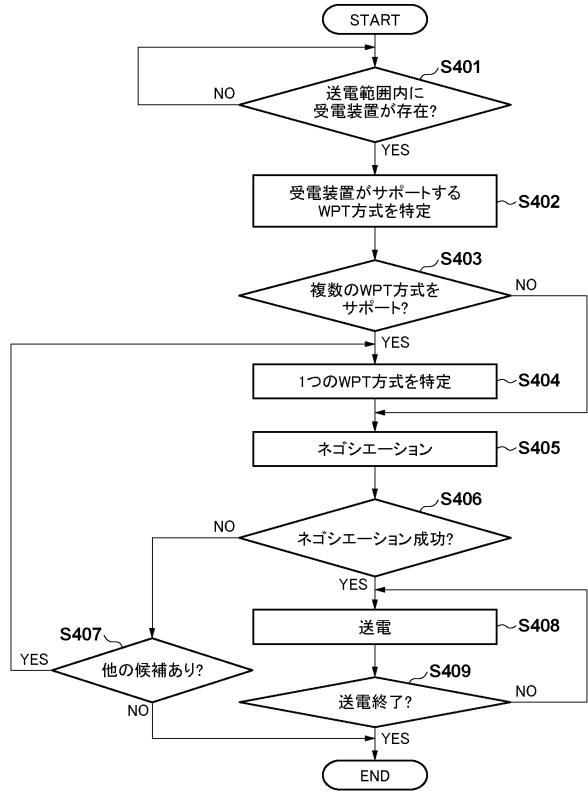 START
S401
送電範囲内に
受電装置が存在?
NO
YES
受電装置がサポートする
WPT方式を特定
S402
S403
複数のWPT方式を
サポート?
NO
YES
1つのWPT方式を特定
S404
ネゴシエーション
S405
S406
ネゴシエーション成功?
NO
YES
S407
他の候補あり?
YES
NO
送電
S408
S409
送電終了?
NO
YES
END